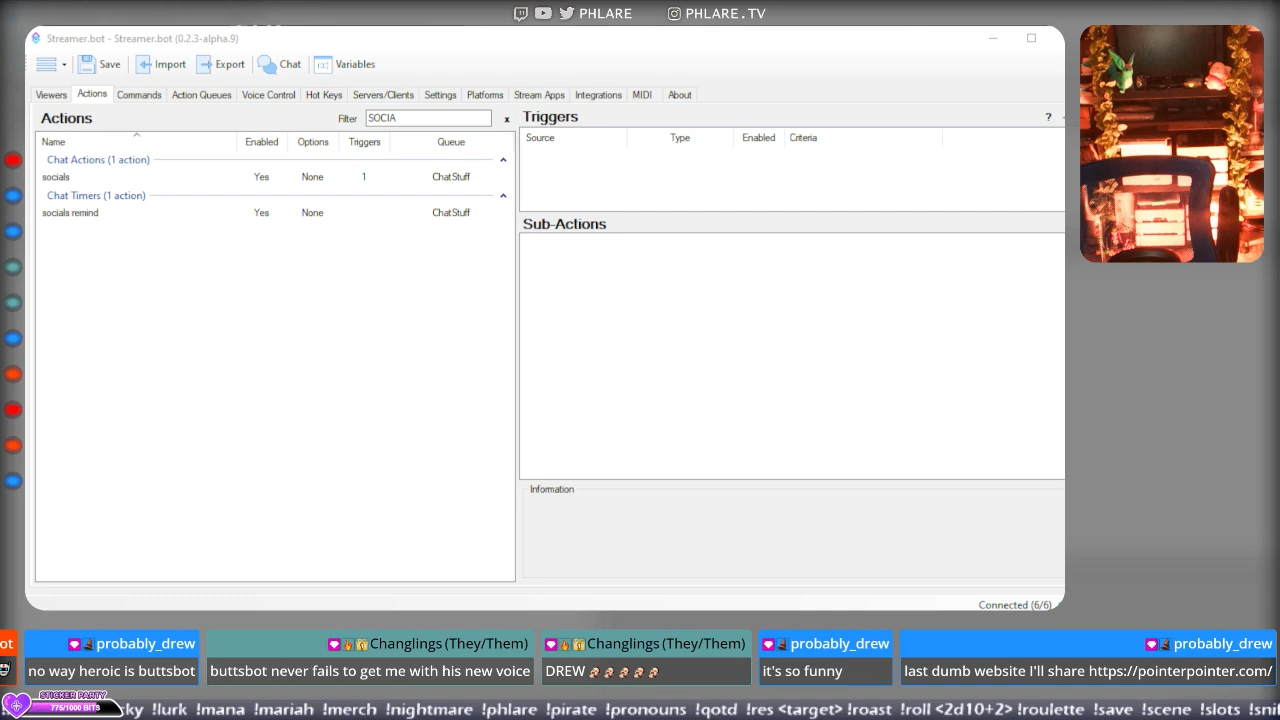 PHLARE PHLARE.TV
Streamer.bot - Streamer.bot (0.2.3-alpha.9)
Save Import Export Chat Variables
Viewers Actions Commands Action Queues Voice Control Hot Keys Servers/Clients Settings Platforms Stream Apps Integrations MIDI About
Actions Filter SOCIA x Triggers ?
Name Enabled Options Triggers Queue Source Type Enabled Criteria
Chat Actions (1 action)
socials Yes None 1 ChatStuff
Chat Timers (1 action)
socials remind Yes None ChatStuff
Sub-Actions
Information
Connected (6/6)
ot probably_drew Changlings (They/Them) Changlings (They/Them) probably_drew probably_drew
no way heroic is buttsbot buttsbot never fails to get me with his new voice DREW it's so funny last dumb website I'll share https://pointerpointer.com/
STICKER PARTY
775/1000 BITS
sky !lurk !mana !mariah !merch !nightmare !phlare !pirate !pronouns !qotd !res <target> !roast !roll <2d10+2> !roulette !save !scene !slots !snif